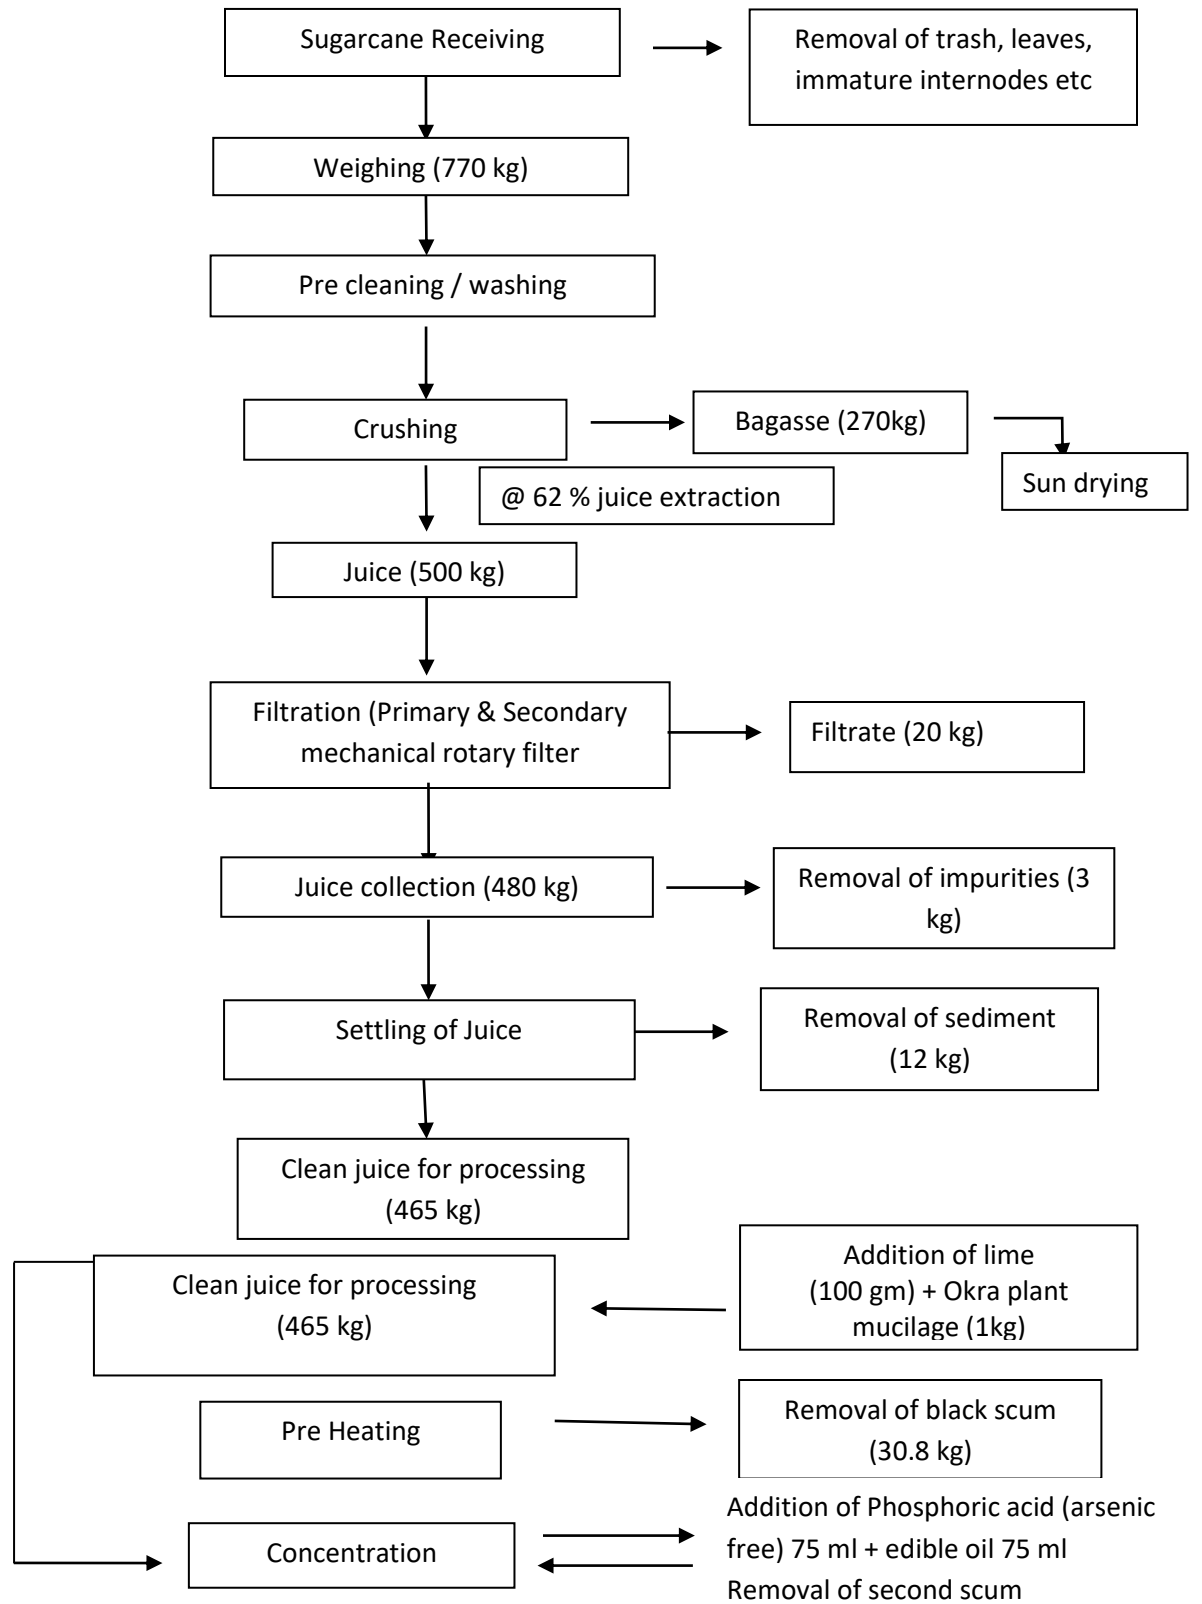 Sugarcane Receiving
Removal of trash, leaves,
immature internodes etc
Weighing (770 kg)
Pre cleaning / washing
Crushing
Bagasse (270kg)
Sun drying
@ 62 % juice extraction
Juice (500 kg)
Filtration (Primary & Secondary
mechanical rotary filter
Filtrate (20 kg)
Juice collection (480 kg)
Removal of impurities (3
kg)
Settling of Juice
Removal of sediment
(12 kg)
Clean juice for processing
(465 kg)
Clean juice for processing
(465 kg)
Addition of lime
(100 gm) + Okra plant
mucilage (1kg)
Pre Heating
Removal of black scum
(30.8 kg)
Concentration
Addition of Phosphoric acid (arsenic
free) 75 ml + edible oil 75 ml
Removal of second scum